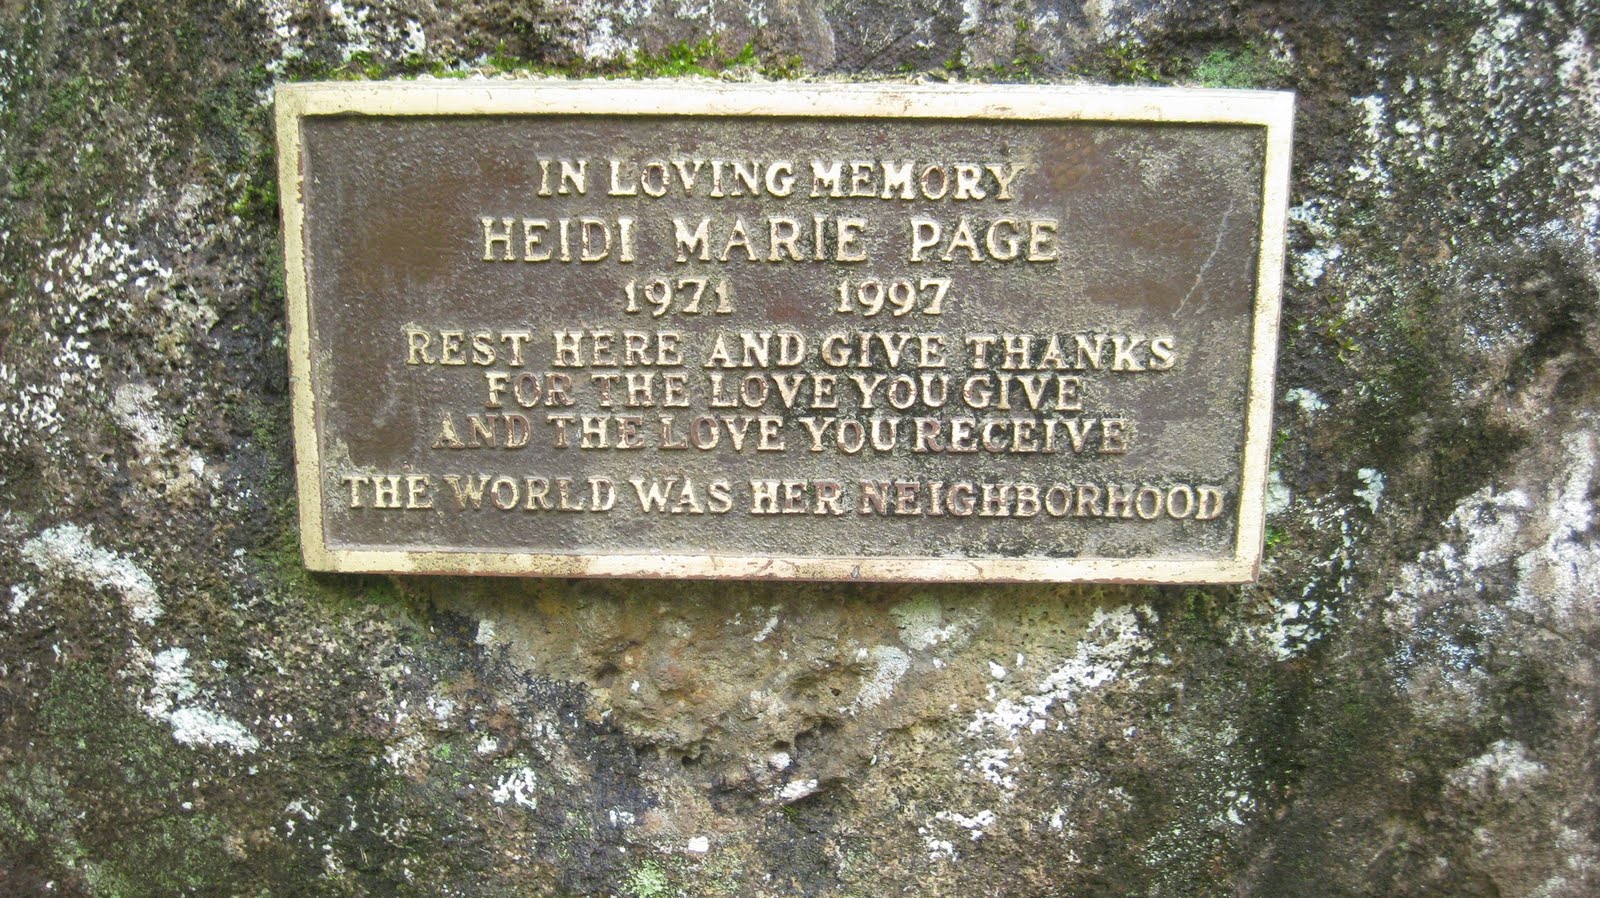 IN LOVING MEMORY
HEIDI MARIE PAGE
1971 1997
REST HERE AND GIVE THANKS
FOR THE LOVE YOU GIVE
AND THE LOVE YOU RECEIVE
THE WORLD WAS HER NEIGHBORHOOD